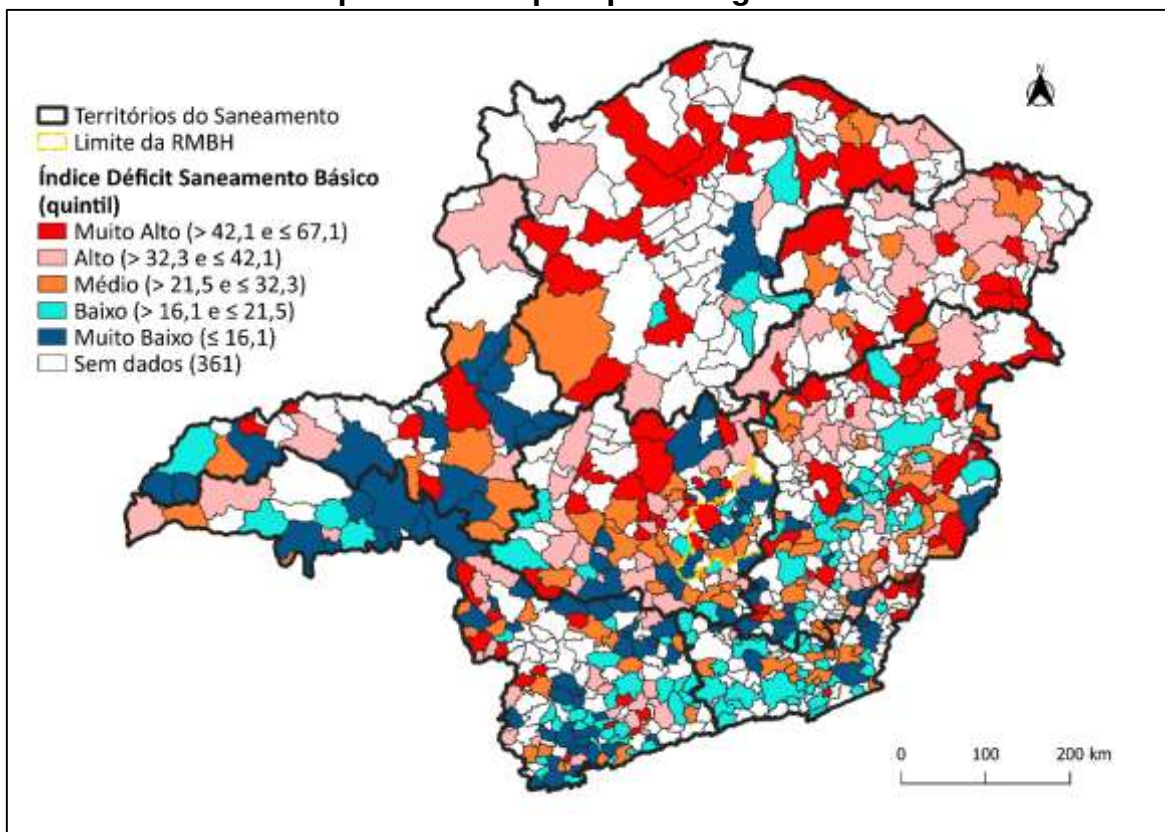 N
Territórios do Saneamento
Limite da RMBH
Índice Déficit Saneamento Básico
(quintil)
Muito Alto (> 42,1 e ≤ 67,1)
Alto (> 32,3 e ≤ 42,1)
Médio (> 21,5 e ≤ 32,3)
Baixo (> 16,1 e ≤ 21,5)
Muito Baixo (≤ 16,1)
Sem dados (361)
0 100 200 km